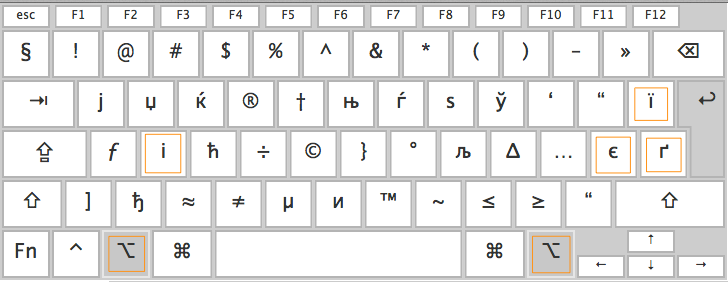 esc F1 F2 F3 F4 F5 F6 F7 F8 F9 F10 F11 F12
§ ! @ # $ % ^ & * ( ) – » ⌫
⇥ ј џ ќ ® † њ ѓ ѕ ў ‘ “ ї ↩
⇪ ƒ і ћ ÷ © } ° љ ∆ … є ґ
⇧ ] ђ ≈ ≠ µ и ™ ~ ≤ ≥ “ ⇧
Fn ^ ⌥ ⌘ ⌘ ⌥ ← ↑ ↓ →